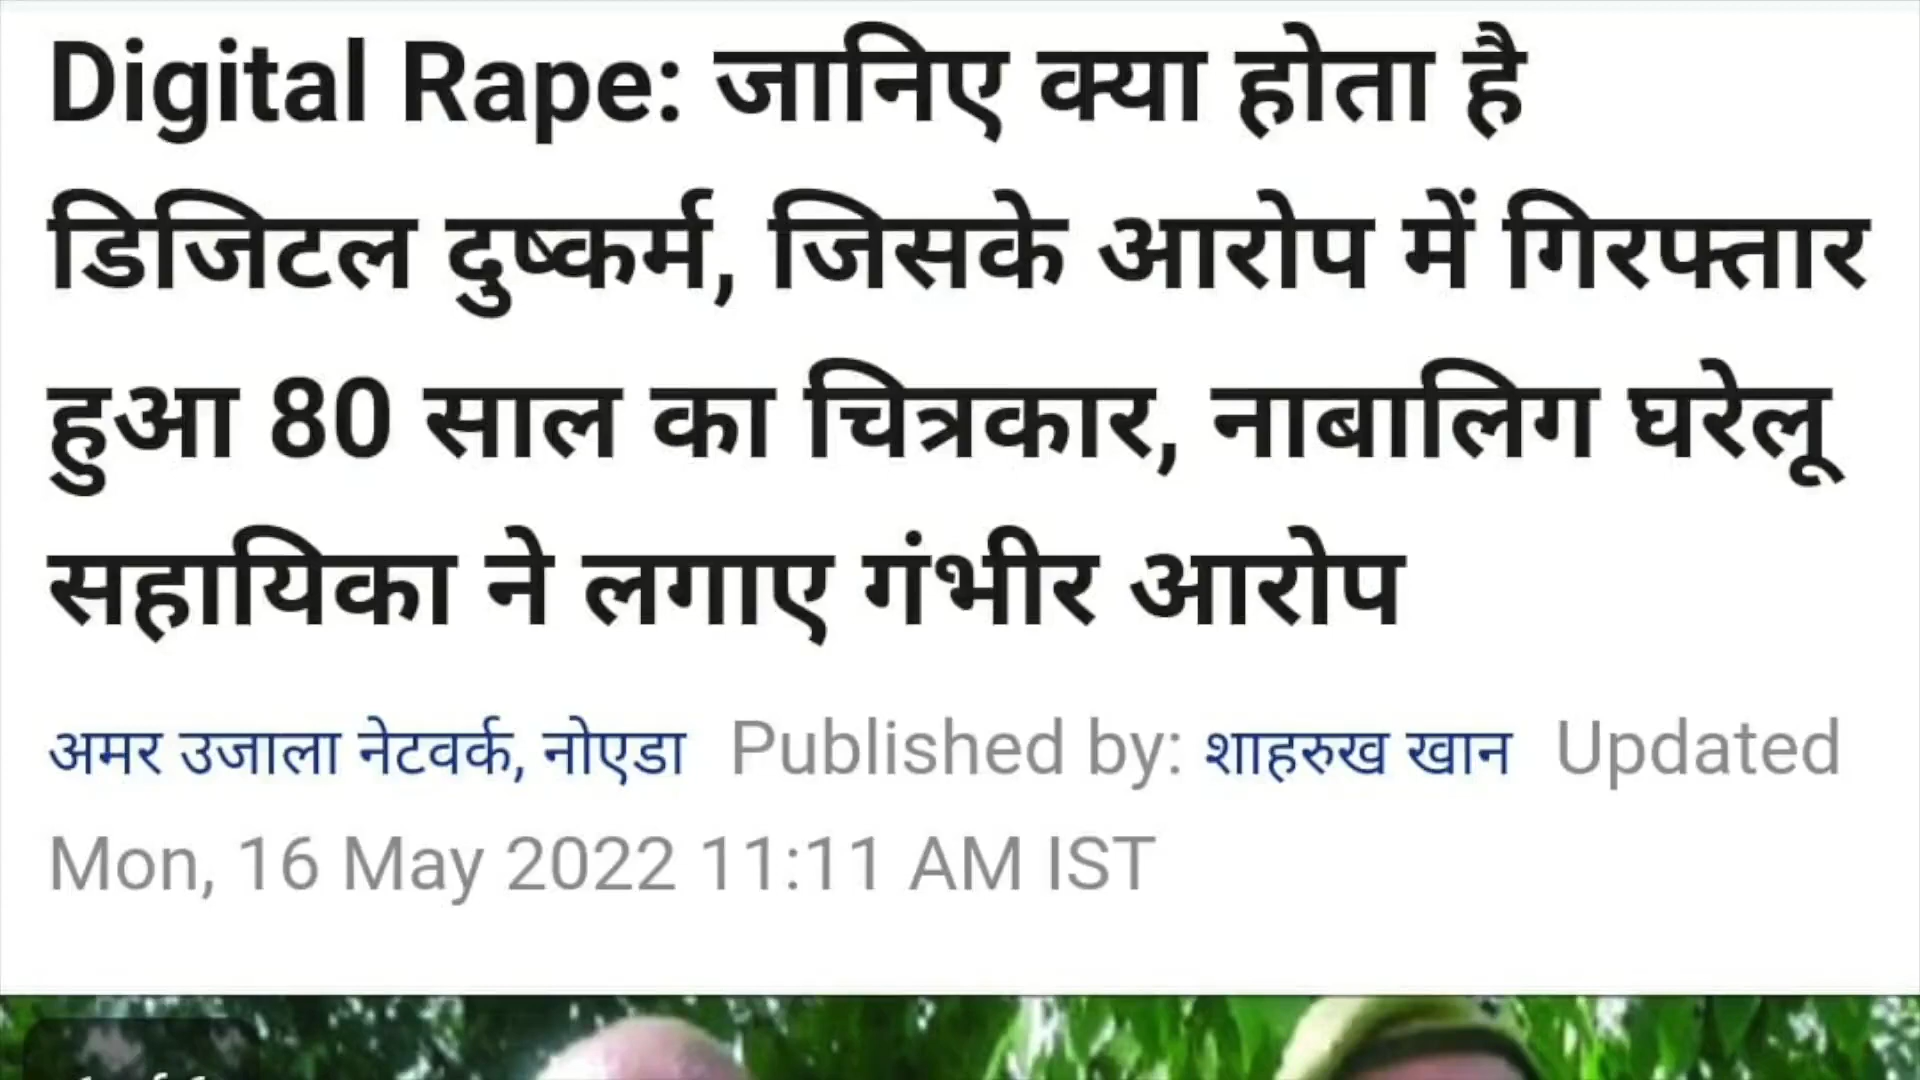 Digital Rape: जानिए क्या होता है
डिजिटल दुष्कर्म, जिसके आरोप में गिरफ्तार
हुआ 80 साल का चित्रकार, नाबालिग घरेलू
सहायिका ने लगाए गंभीर आरोप
अमर उजाला नेटवर्क, नोएडा Published by: शाहरुख खान Updated
Mon, 16 May 2022 11:11 AM IST